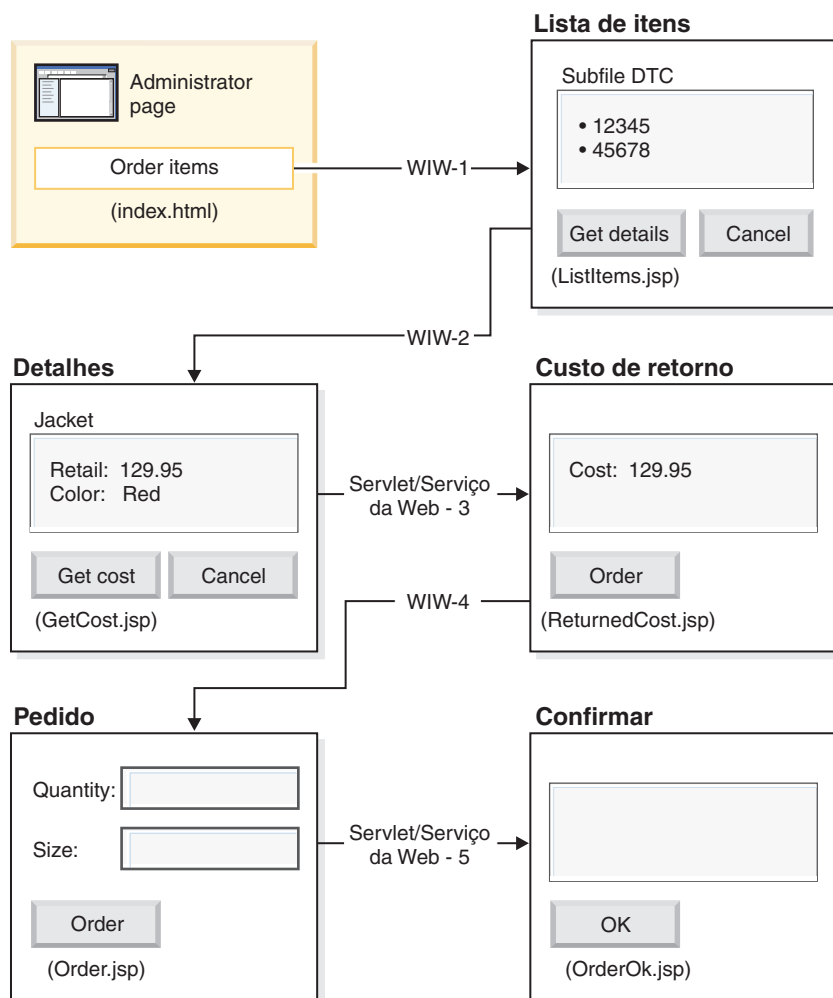 Administrator
page
Order items
(index.html)
WIW-1
Lista de itens
Subfile DTC
• 12345
• 45678
Get details
Cancel
(ListItems.jsp)
WIW-2
Detalhes
Jacket
Retail: 129.95
Color: Red
Get cost
Cancel
(GetCost.jsp)
Servlet/Serviço
da Web - 3
Custo de retorno
Cost: 129.95
Order
(ReturnedCost.jsp)
WIW-4
Pedido
Quantity:
Size:
Order
(Order.jsp)
Servlet/Serviço
da Web - 5
Confirmar
OK
(OrderOk.jsp)